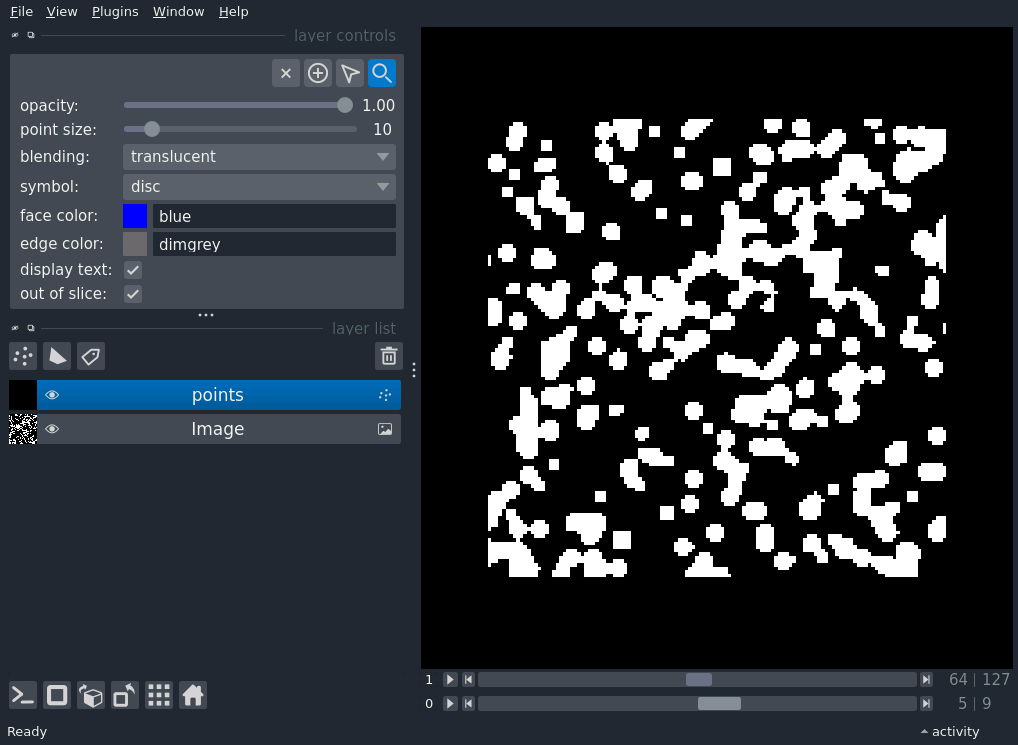 File View Plugins Window Help
layer controls
opacity: 1.00
point size: 10
blending: translucent
symbol: disc
face color: blue
edge color: dimgrey
display text:
out of slice:
layer list
points
Image
1 64 | 127
0 5 | 9
Ready activity